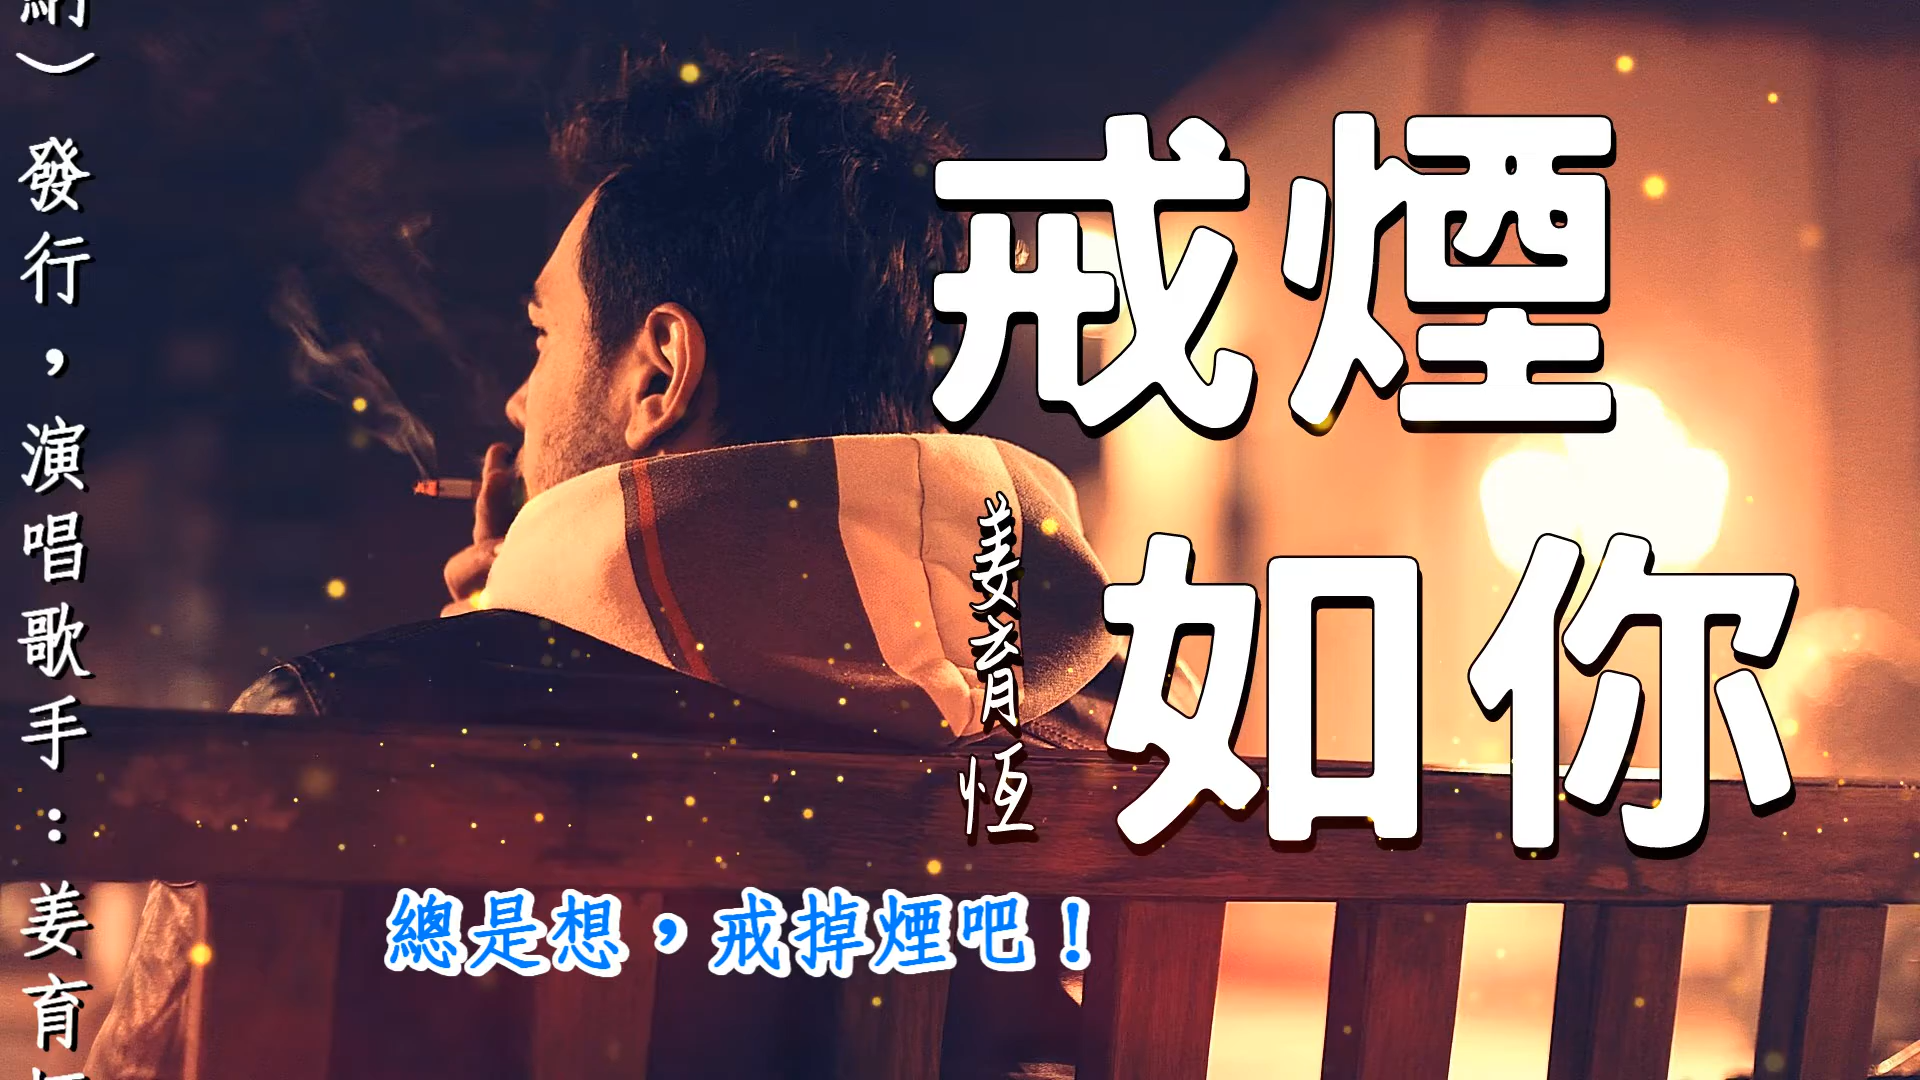 ）發行，演唱歌手：姜育
戒煙
如你
姜育恆
總是想，戒掉煙吧！